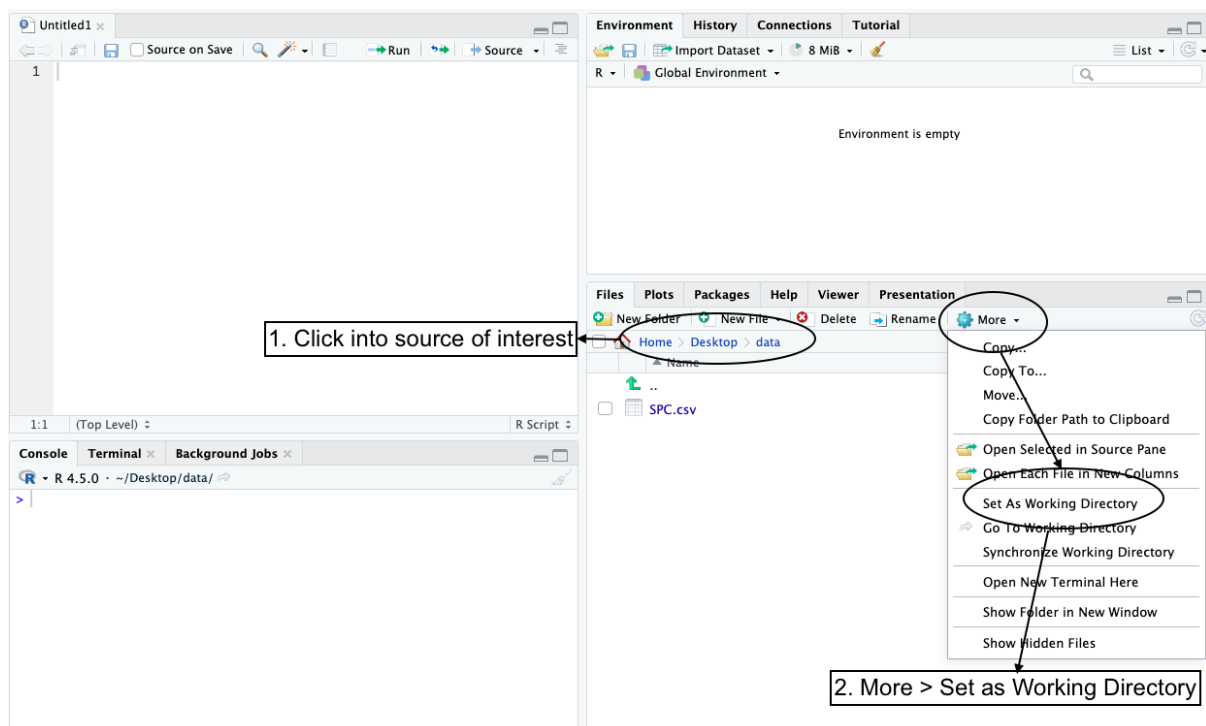 Untitled1
Source on Save Run Source
1
1:1 (Top Level) R Script
Console Terminal Background Jobs
R 4.5.0 · ~/Desktop/data/
>
Environment History Connections Tutorial
Import Dataset 8 MiB List
R Global Environment
Environment is empty
Files Plots Packages Help Viewer Presentation
New Folder New File Delete Rename More
Home Desktop data
Name
..
SPC.csv
Copy...
Copy To...
Move...
Copy Folder Path to Clipboard
Open Selected in Source Pane
Open Each File in New Columns
Set As Working Directory
Go To Working Directory
Synchronize Working Directory
Open New Terminal Here
Show Folder in New Window
Show Hidden Files
1. Click into source of interest
2. More > Set as Working Directory